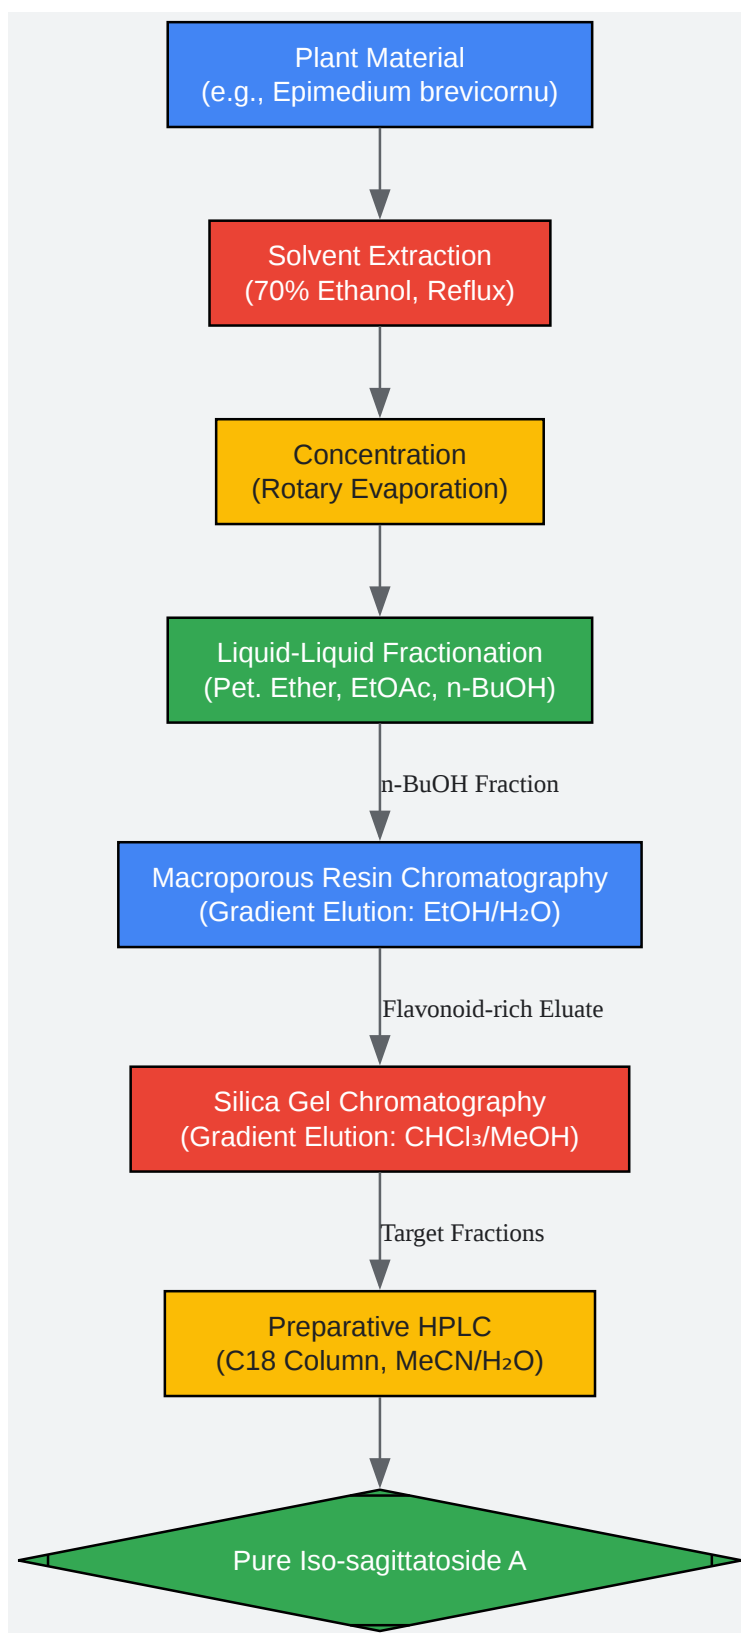 Plant Material
(e.g., Epimedium brevicornu)
Solvent Extraction
(70% Ethanol, Reflux)
Concentration
(Rotary Evaporation)
Liquid-Liquid Fractionation
(Pet. Ether, EtOAc, n-BuOH)
n-BuOH Fraction
Macroporous Resin Chromatography
(Gradient Elution: EtOH/H₂O)
Flavonoid-rich Eluate
Silica Gel Chromatography
(Gradient Elution: CHCl₃/MeOH)
Target Fractions
Preparative HPLC
(C18 Column, MeCN/H₂O)
Pure Iso-sagittatoside A